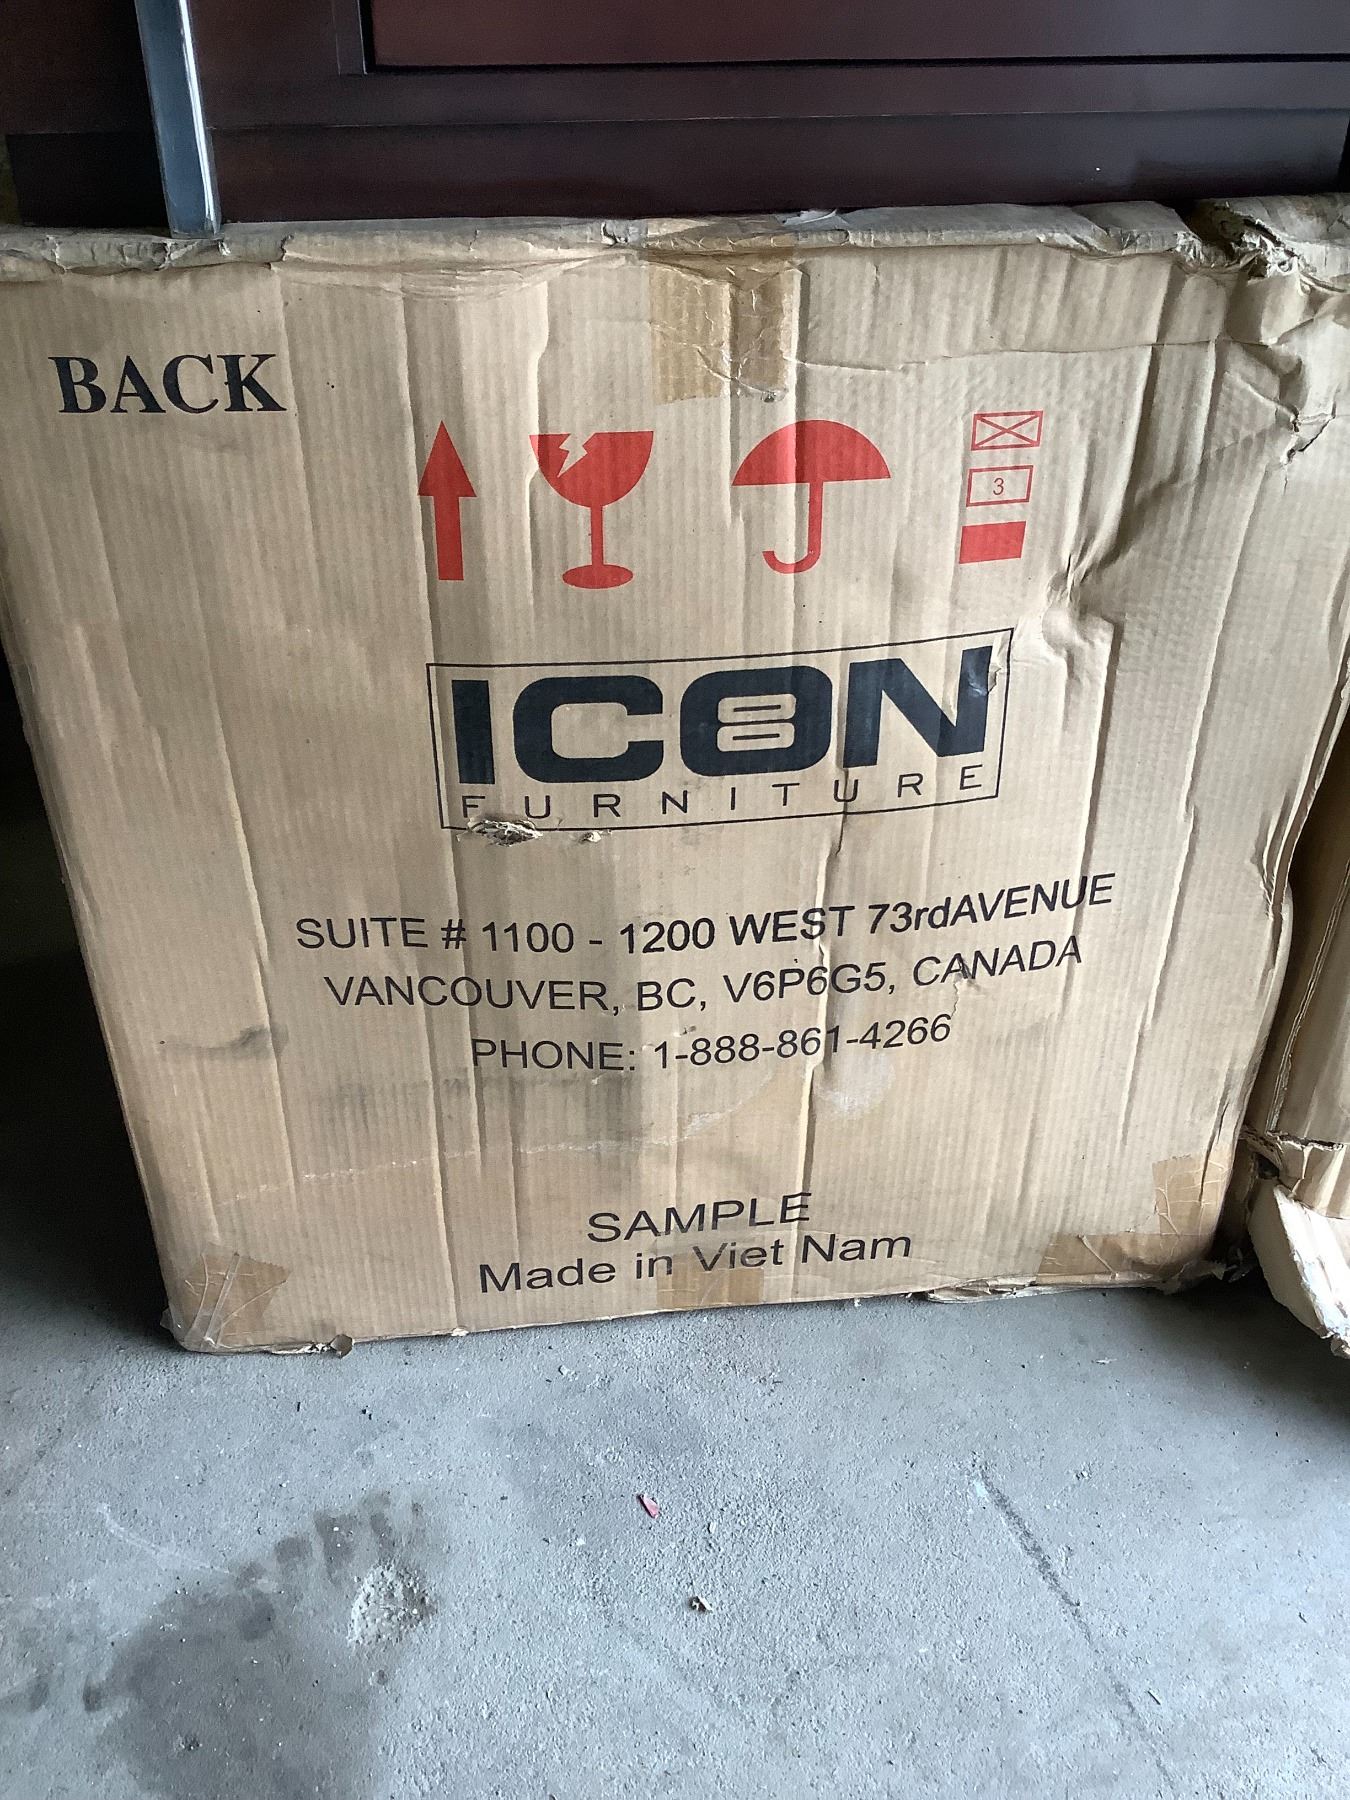 BACK
3
ICON
FURNITURE
SUITE # 1100 - 1200 WEST 73rdAVENUE
VANCOUVER, BC, V6P6G5, CANADA
PHONE: 1-888-861-4266
SAMPLE
Made in Viet Nam